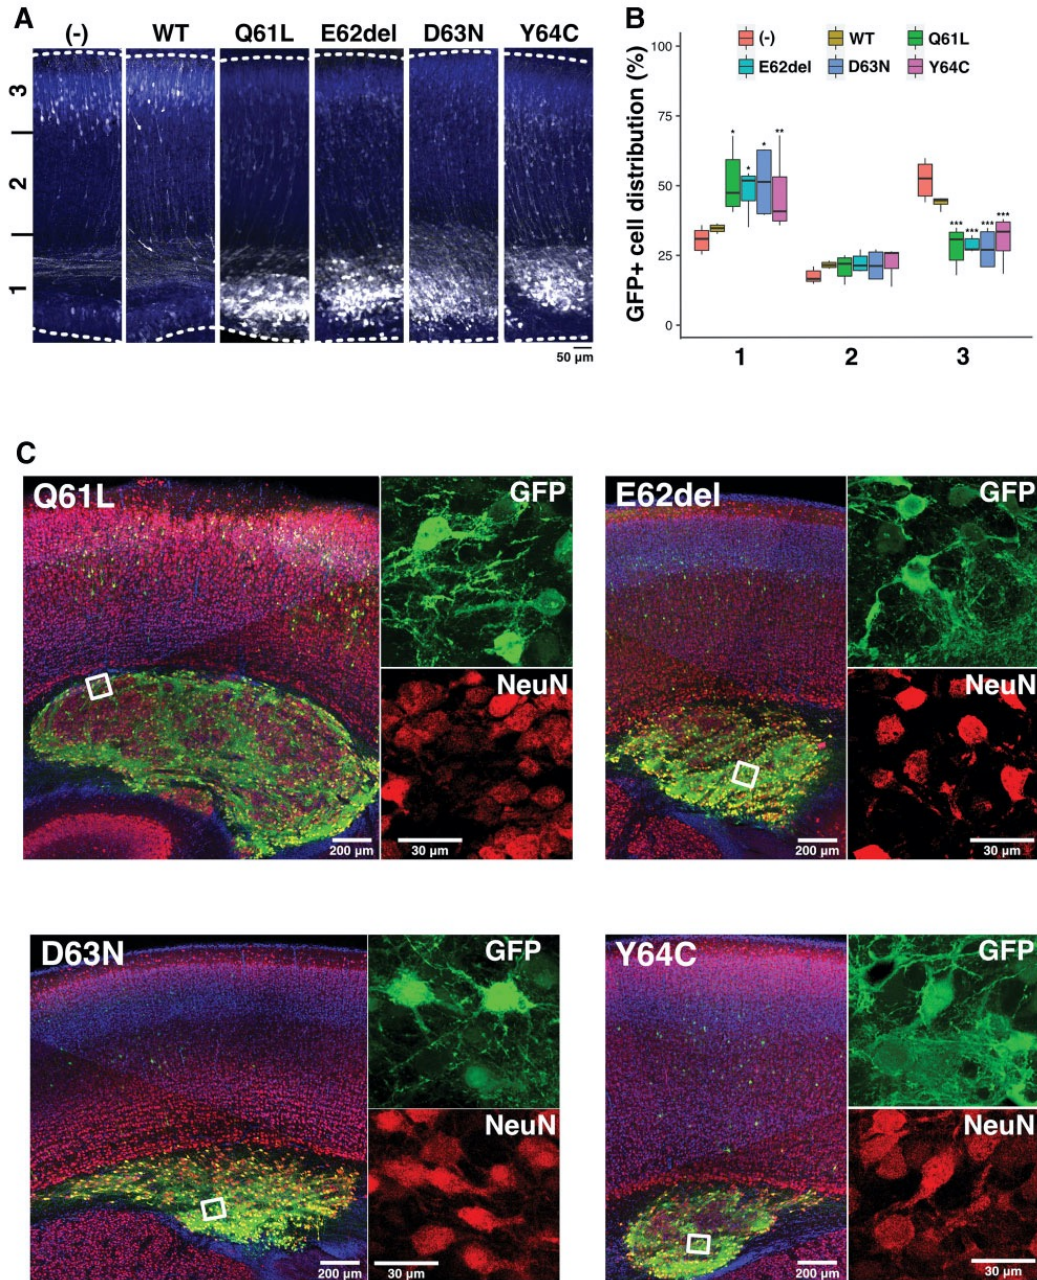 A
(-) WT Q61L E62del D63N Y64C
3
2
1
50 µm
B
GFP+ cell distribution (%)
(-) WT Q61L
E62del D63N Y64C
100
75
50
25
0
* * * **
*** *** *** ***
1 2 3
C
Q61L
GFP
NeuN
200 µm
30 µm
E62del
GFP
NeuN
200 µm
30 µm
D63N
GFP
NeuN
200 µm
30 µm
Y64C
GFP
NeuN
200 µm
30 µm